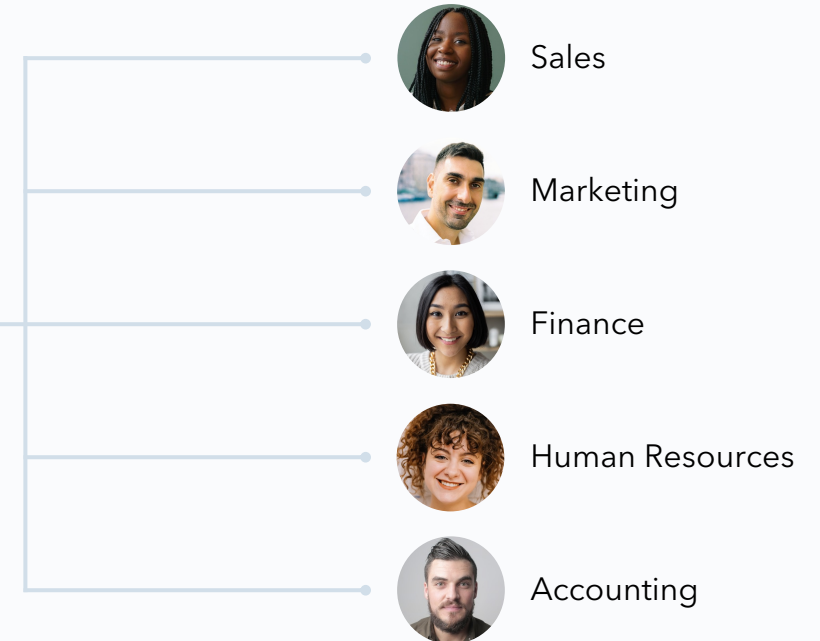 Sales
Marketing
Finance
Human Resources
Accounting